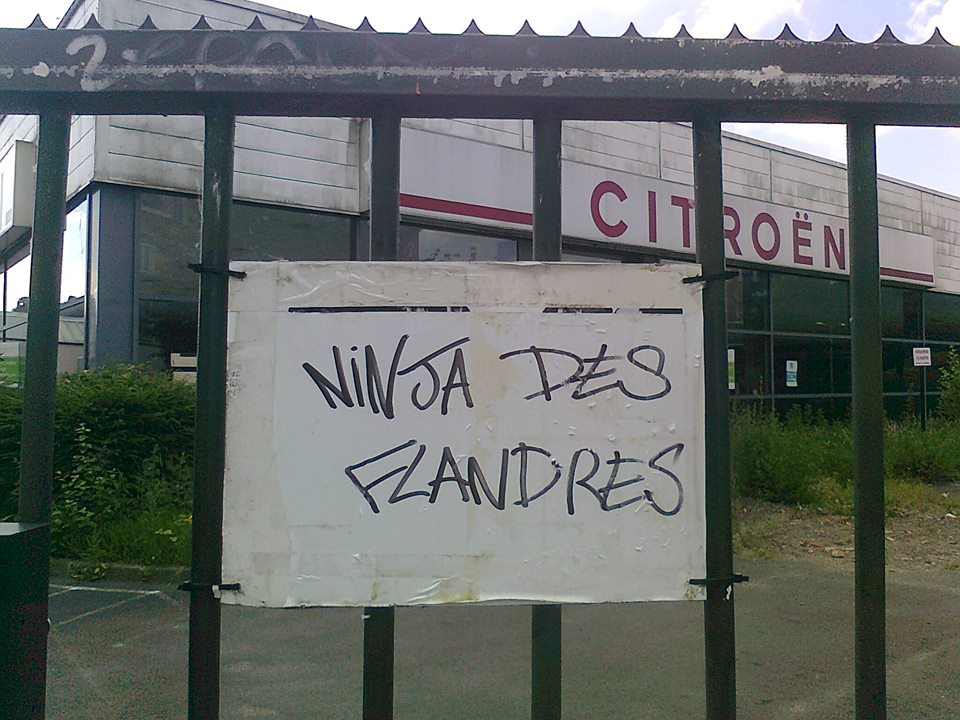 CITROËN
NINJA DES
FLANDRES